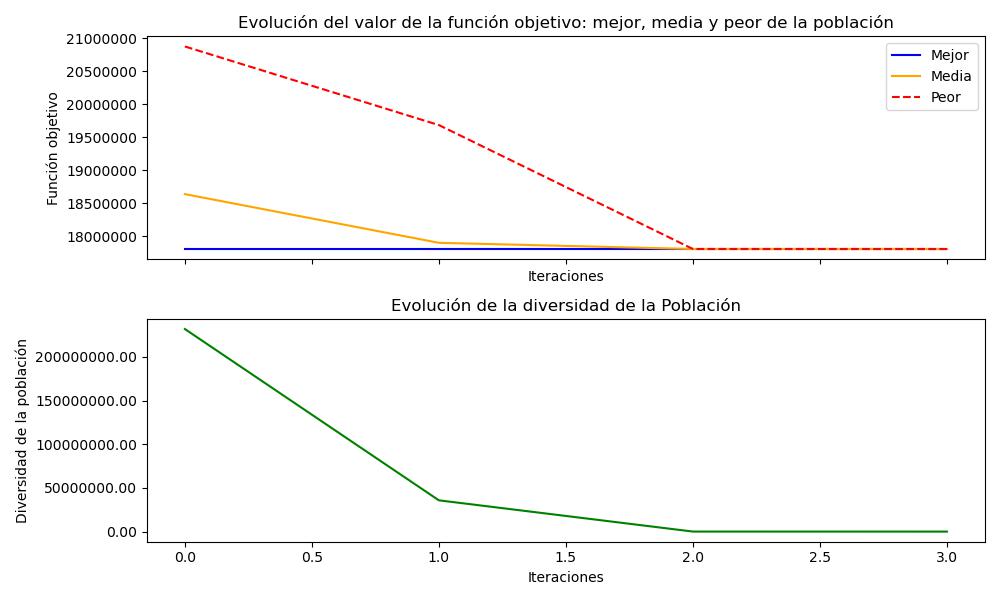 Evolución del valor de la función objetivo: mejor, media y peor de la población
21000000
20500000
20000000
19500000
19000000
18500000
18000000
Función objetivo
Mejor
Media
Peor
Iteraciones
Evolución de la diversidad de la Población
200000000.00
150000000.00
100000000.00
50000000.00
0.00
Diversidad de la población
0.0 0.5 1.0 1.5 2.0 2.5 3.0
Iteraciones